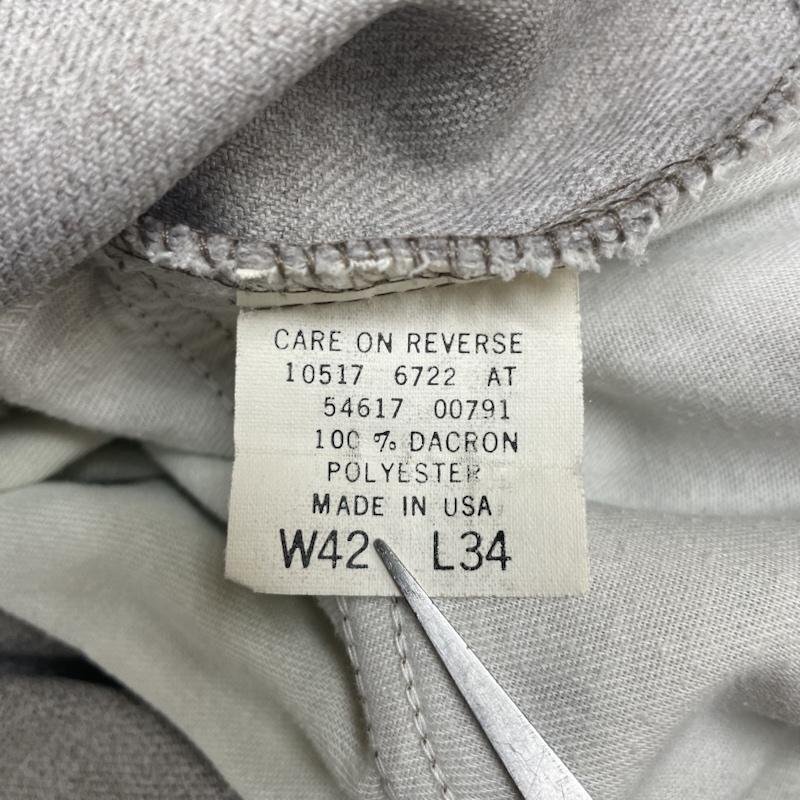 CARE ON REVERSE
10517 6722 AT
54617 00791
100 % DACRON
POLYESTER
MADE IN USA
W42 L34